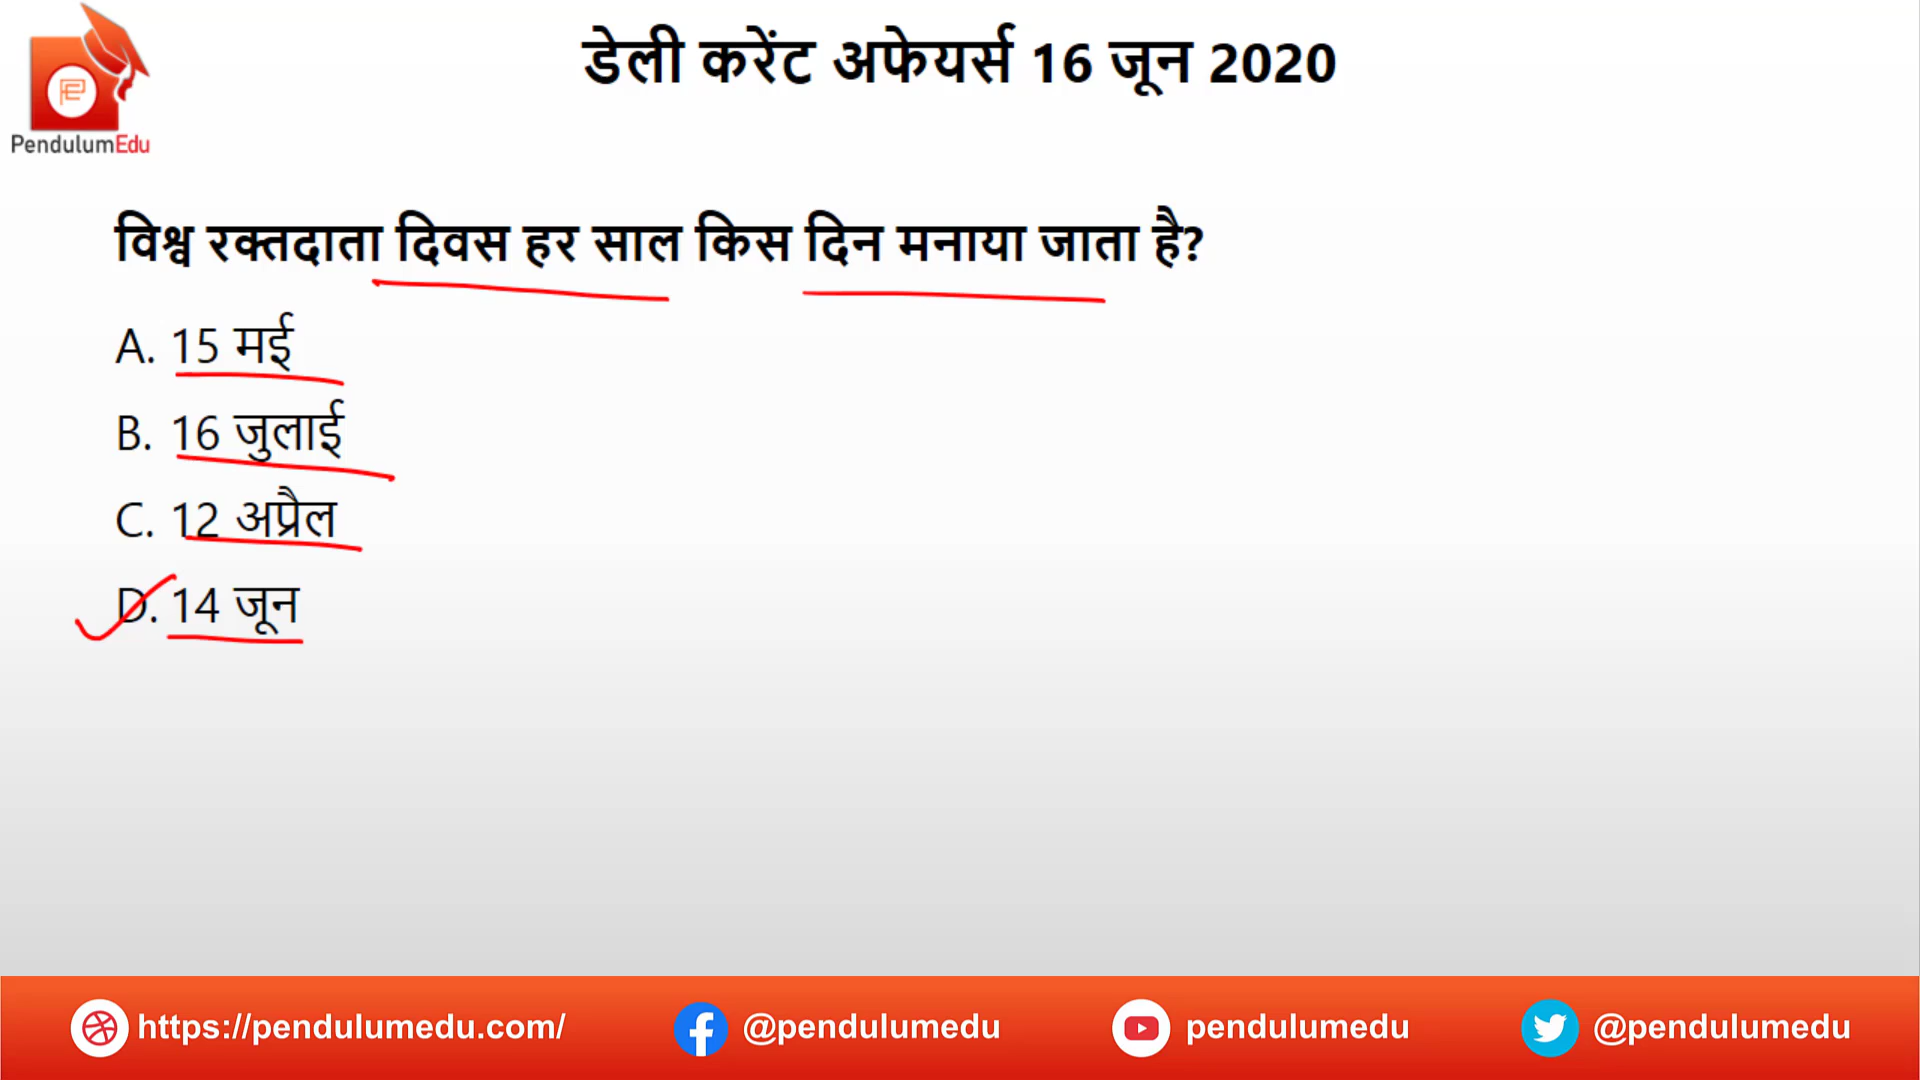 डेली करेंट अफेयर्स 16 जून 2020
PendulumEdu
विश्व रक्तदाता दिवस हर साल किस दिन मनाया जाता है?
A. 15 मई
B. 16 जुलाई
C. 12 अप्रैल
D. 14 जून
https://pendulumedu.com/ @pendulumedu pendulumedu @pendulumedu